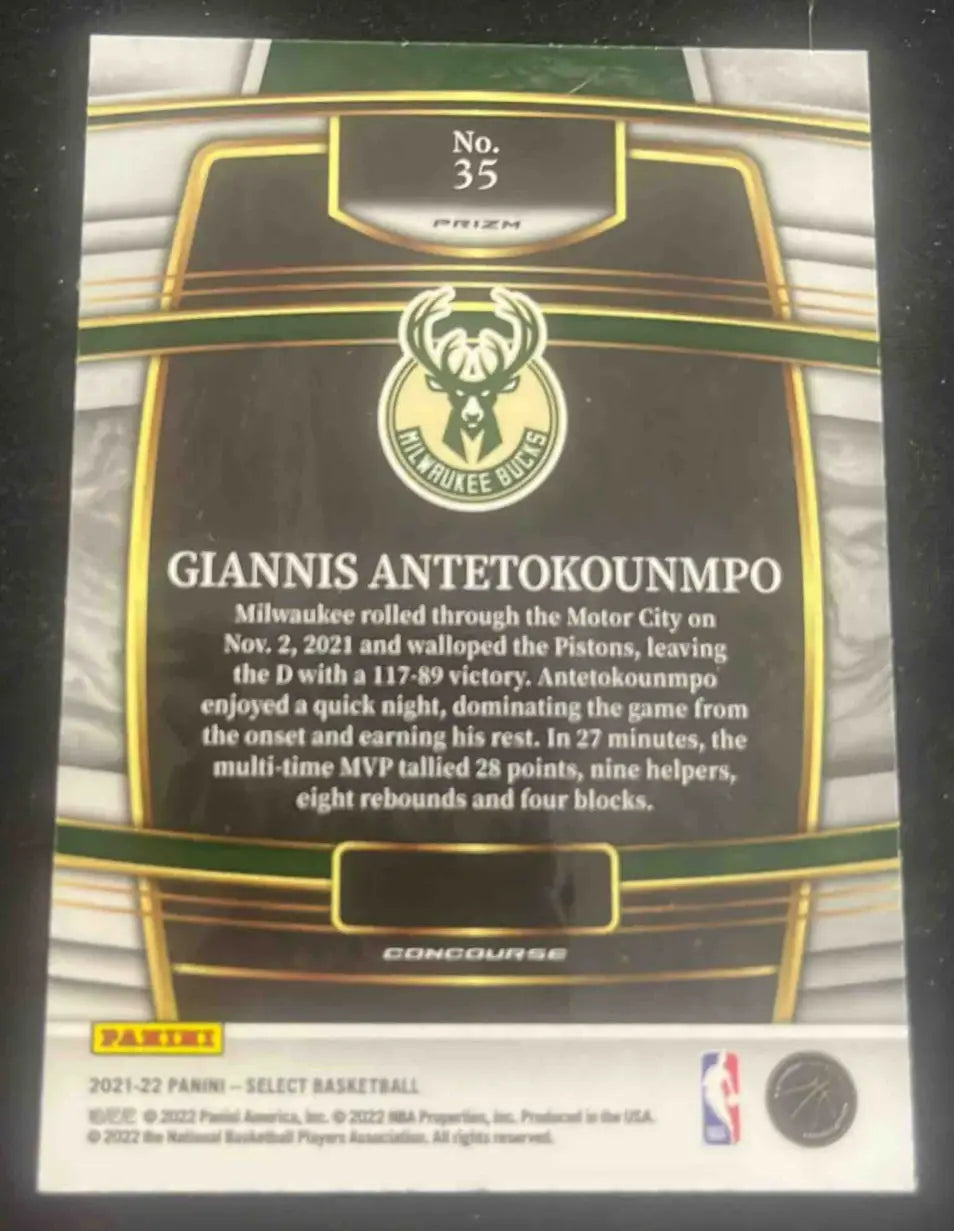 No.
35
PRIZM
MILWAUKEE BUCKS
GIANNIS ANTETOKOUNMPO
Milwaukee rolled through the Motor City on
Nov. 2, 2021 and walloped the Pistons, leaving
the D with a 117-89 victory. Antetokounmpo
enjoyed a quick night, dominating the game from
the onset and earning his rest. In 27 minutes, the
multi-time MVP tallied 28 points, nine helpers,
eight rebounds and four blocks.
CONCOURSE
PANINI
2021-22 PANINI – SELECT BASKETBALL
© 2022 Panini America, Inc. © 2022 NBA Properties, Inc. Produced in the USA.
© 2022 the National Basketball Players Association. All rights reserved.